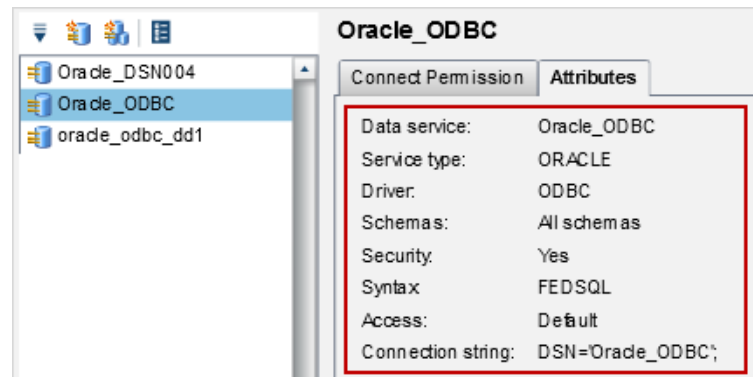 Oracle_ODBC
Oracle_DSN004
Oracle_ODBC
oracle_odbc_dd1
Connect Permission Attributes
Data service: Oracle_ODBC
Service type: ORACLE
Driver: ODBC
Schemas: All schemas
Security: Yes
Syntax FEDSQL
Access: Default
Connection string: DSN='Oracle_ODBC';